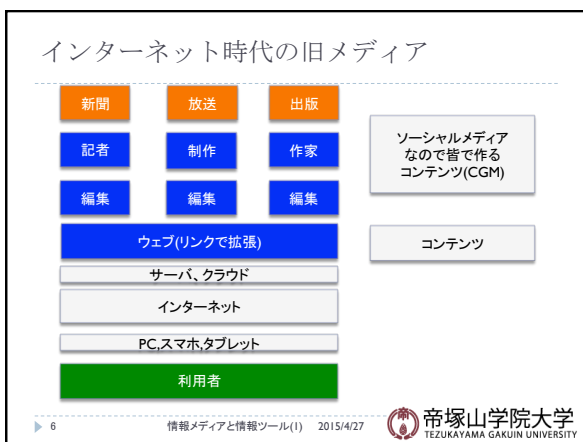 インターネット時代の旧メディア
新聞 放送 出版
記者 制作 作家
編集 編集 編集
ソーシャルメディア
なので皆で作る
コンテンツ(CGM)
ウェブ(リンクで拡張)
コンテンツ
サーバ、クラウド
インターネット
PC,スマホ,タブレット
利用者
6 情報メディアと情報ツール(1) 2015/4/27
帝塚山学院大学
TEZUKAYAMA GAKUIN UNIVERSITY